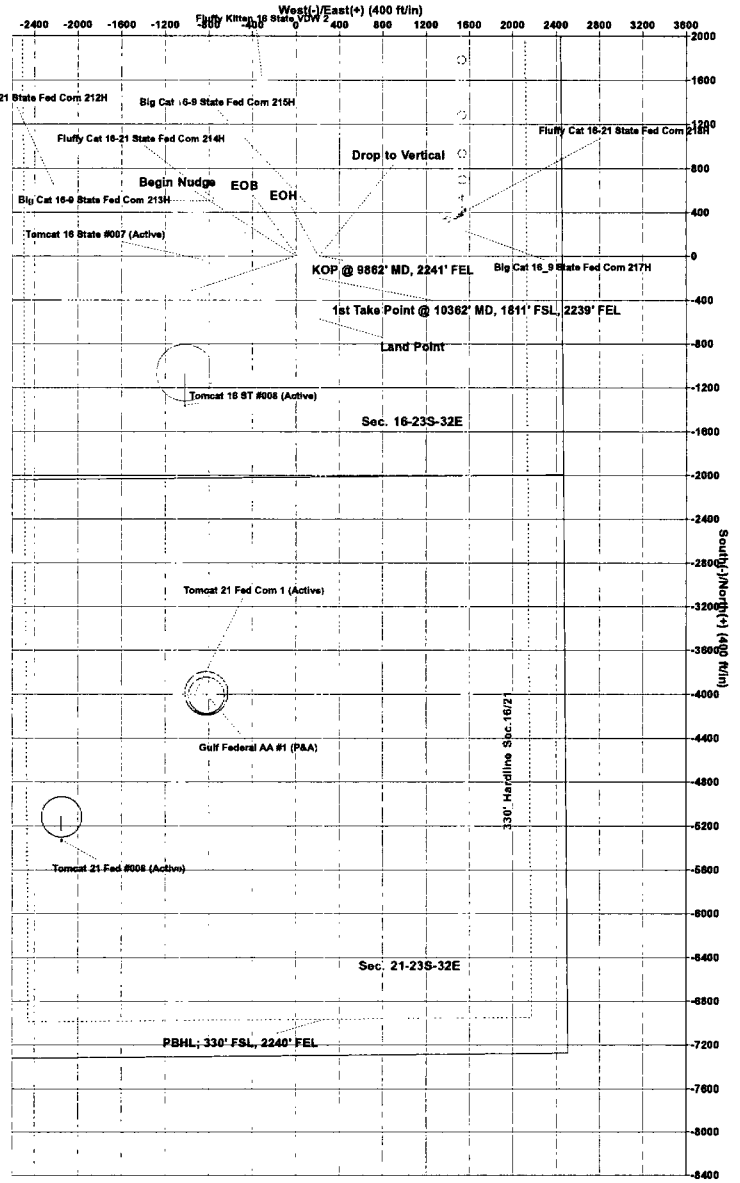 West(-)/East(+) (400 ft/in)
Fluffy Kitten 16 State VDW 2
-2400 -2000 -1600 -1200 -800 -400 0 400 800 1200 1600 2000 2400 2800 3200 3600
2000
1600
21 State Fed Com 212H
Big Cat 16-9 State Fed Com 215H
1200
Fluffy Cat 16-21 State Fed Com 214H
Fluffy Cat 16-21 State Fed Com 218H
Drop to Vertical
800
Begin Nudge
EOB
EOH
Big Cat 16-9 State Fed Com 213H
400
Tomcat 16 State #007 (Active)
0
KOP @ 9862' MD, 2241' FEL
Big Cat 16_9 State Fed Com 217H
-400
1st Take Point @ 10362' MD, 1811' FSL, 2239' FEL
Land Point
-800
-1200
Tomcat 16 ST #008 (Active)
Sec. 16-23S-32E
-1600
-2000
-2400
South(-)/North(+) (400 ft/in)
-2800
Tomcat 21 Fed Com 1 (Active)
-3200
-3600
-4000
Gulf Federal AA #1 (P&A)
-4400
330' Hardline Sec.16/21
-4800
-5200
Tomcat 21 Fed #008 (Active)
-5600
-6000
Sec. 21-23S-32E
-6400
-6800
PBHL; 330' FSL, 2240' FEL
-7200
-7600
-8000
-8400